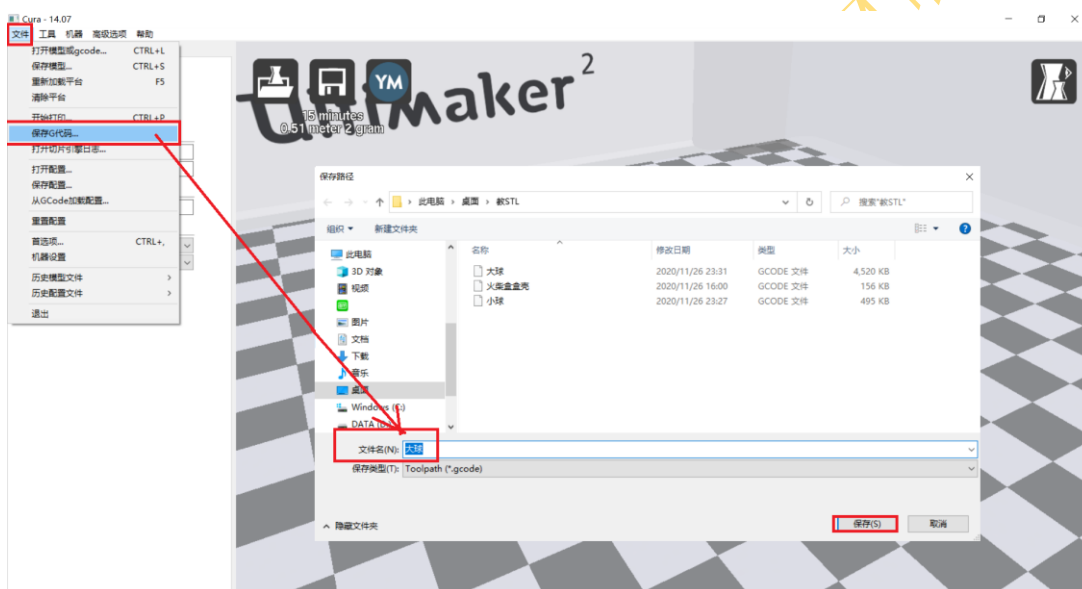 Cura - 14.07
文件 工具 机器 高级选项 帮助
打开模型或gcode... CTRL+L
保存模型... CTRL+S
重新加载平台 F5
清除平台
开始打印... CTRL+P
保存G代码...
打开切片引擎日志...
打开配置...
保存配置...
从GCode加载配置...
重置配置
首选项... CTRL+,
机器设置
历史模型文件 >
历史配置文件 >
退出
Ultimaker²
YM
15 minutes
0.51 meter 2 gram
保存路径
此电脑 > 桌面 > 教STL
搜索"教STL"
组织 新建文件夹
名称 修改日期 类型 大小
大球 2020/11/26 23:31 GCODE 文件 4,520 KB
火柴盒盒壳 2020/11/26 16:00 GCODE 文件 156 KB
小球 2020/11/26 23:27 GCODE 文件 495 KB
此电脑
3D 对象
视频
图片
文档
下载
音乐
桌面
Windows (C:)
DATA (D:)
文件名(N): 大球
保存类型(T): Toolpath (*.gcode)
隐藏文件夹
保存(S) 取消